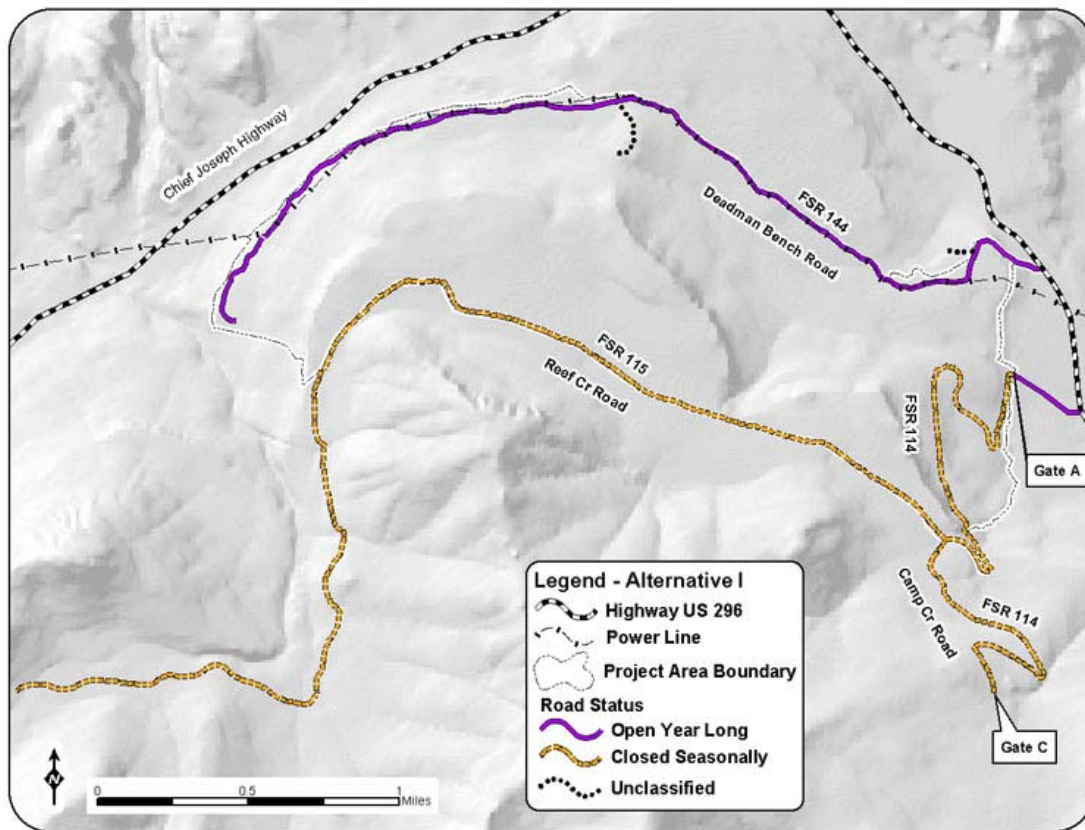 Chief Joseph Highway
FSR 144
Deadman Bench Road
FSR 115
Reef Cr Road
FSR 114
Gate A
Camp Cr Road
FSR 114
Gate C
Legend - Alternative I
Highway US 296
Power Line
Project Area Boundary
Road Status
Open Year Long
Closed Seasonally
Unclassified
N
0 0.5 1
Miles